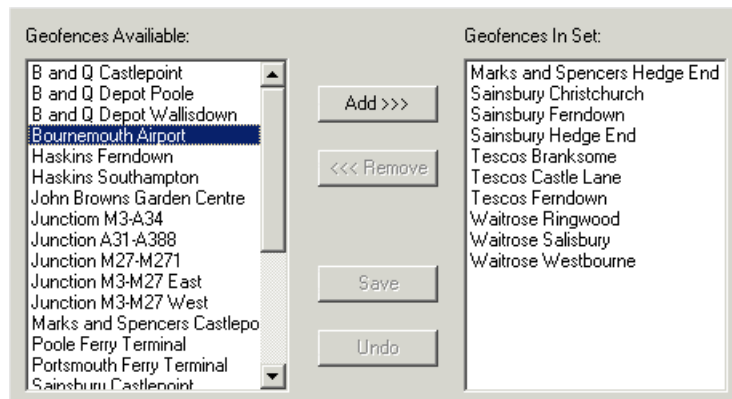 Geofences Availiable:
B and Q Castlepoint
B and Q Depot Poole
B and Q Depot Wallisdown
Bournemouth Airport
Haskins Ferndown
Haskins Southampton
John Browns Garden Centre
Junctiom M3-A34
Junction A31-A388
Junction M27-M271
Junction M3-M27 East
Junction M3-M27 West
Marks and Spencers Castlepo
Poole Ferry Terminal
Portsmouth Ferry Terminal
Sainsbury Castlepoint
Add >>>
<<< Remove
Save
Undo
Geofences In Set:
Marks and Spencers Hedge End
Sainsbury Christchurch
Sainsbury Ferndown
Sainsbury Hedge End
Tescos Branksome
Tescos Castle Lane
Tescos Ferndown
Waitrose Ringwood
Waitrose Salisbury
Waitrose Westbourne